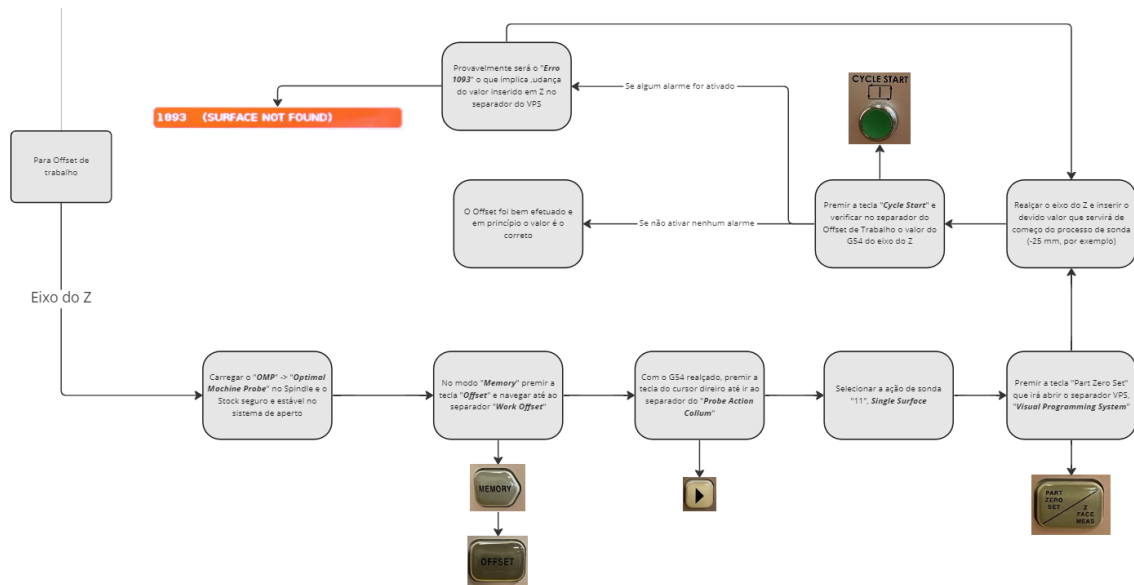 Para Offset de
trabalho
Eixo do Z
Carregar o "OMP" -> "Optimal
Machine Probe" no Spindle e o
Stock seguro e estável no
sistema de aperto
No modo "Memory" premir a
tecla "Offset" e navegar até ao
separador "Work Offset"
MEMORY
OFFSET
Com o G54 realçado, premir a
tecla do cursor direiro até ir ao
separador do "Probe Action
Collum"
Selecionar a ação de sonda
"11", Single Surface
Premir a tecla "Part Zero Set"
que irá abrir o separador VPS,
"Visual Programming System"
PART
ZERO
SET
Z
FACE
MEAS
Realçar o eixo do Z e inserir o
devido valor que servirá de
começo do processo de sonda
(-25 mm, por exemplo)
Premir a tecla "Cycle Start" e
verificar no separador do
Offset de Trabalho o valor do
G54 do eixo do Z
CYCLE START
Se não ativar nenhum alarme
O Offset foi bem efetuado e
em princípio o valor é o
correto
Se algum alarme for ativado
Provavelmente será o "Erro
1093" o que implica ,udança
do valor inserido em Z no
separador do VPS
1093 (SURFACE NOT FOUND)